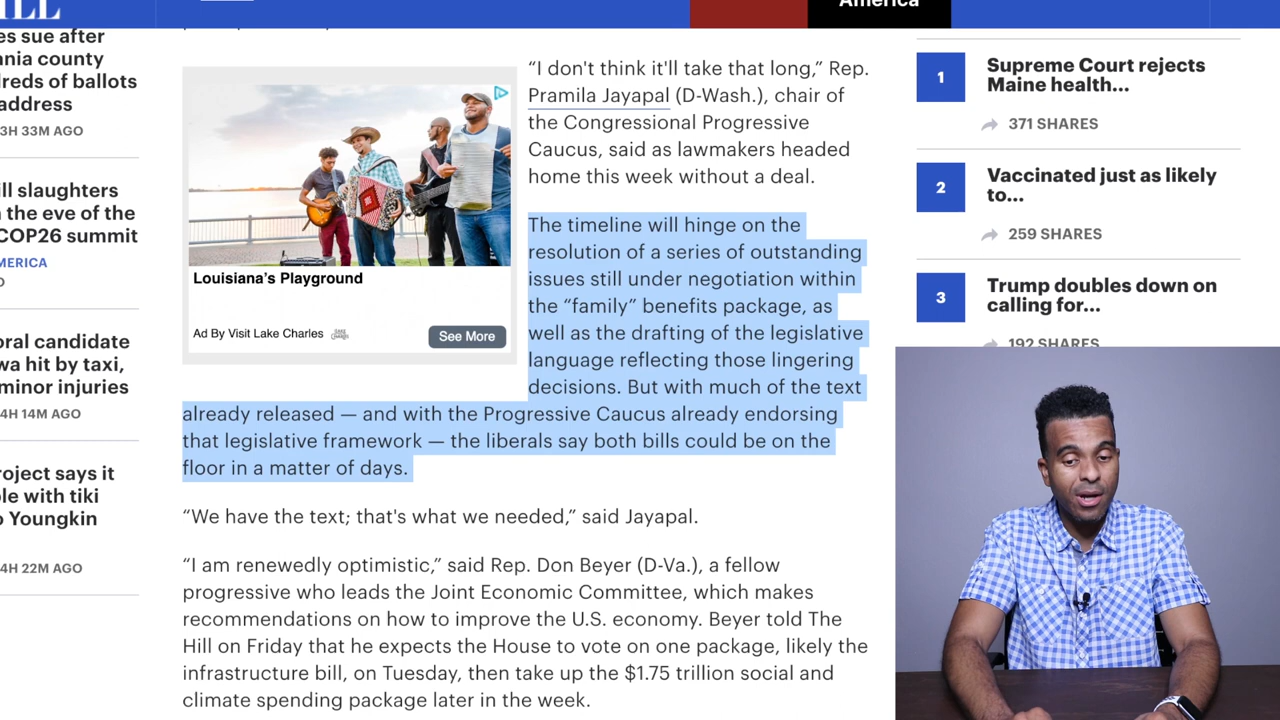 America
es sue after
ania county
dreds of ballots
address
3H 33M AGO
ill slaughters
n the eve of the
COP26 summit
MERICA
oral candidate
wa hit by taxi,
minor injuries
4H 14M AGO
roject says it
ble with tiki
o Youngkin
4H 22M AGO
Louisiana’s Playground
Ad By Visit Lake Charles
See More
“I don't think it'll take that long,” Rep.
Pramila Jayapal (D-Wash.), chair of
the Congressional Progressive
Caucus, said as lawmakers headed
home this week without a deal.
The timeline will hinge on the
resolution of a series of outstanding
issues still under negotiation within
the “family” benefits package, as
well as the drafting of the legislative
language reflecting those lingering
decisions. But with much of the text
already released — and with the Progressive Caucus already endorsing
that legislative framework — the liberals say both bills could be on the
floor in a matter of days.
“We have the text; that's what we needed,” said Jayapal.
“I am renewedly optimistic,” said Rep. Don Beyer (D-Va.), a fellow
progressive who leads the Joint Economic Committee, which makes
recommendations on how to improve the U.S. economy. Beyer told The
Hill on Friday that he expects the House to vote on one package, likely the
infrastructure bill, on Tuesday, then take up the $1.75 trillion social and
climate spending package later in the week.
1
Supreme Court rejects
Maine health...
371 SHARES
2
Vaccinated just as likely
to...
259 SHARES
3
Trump doubles down on
calling for...
192 SHARES